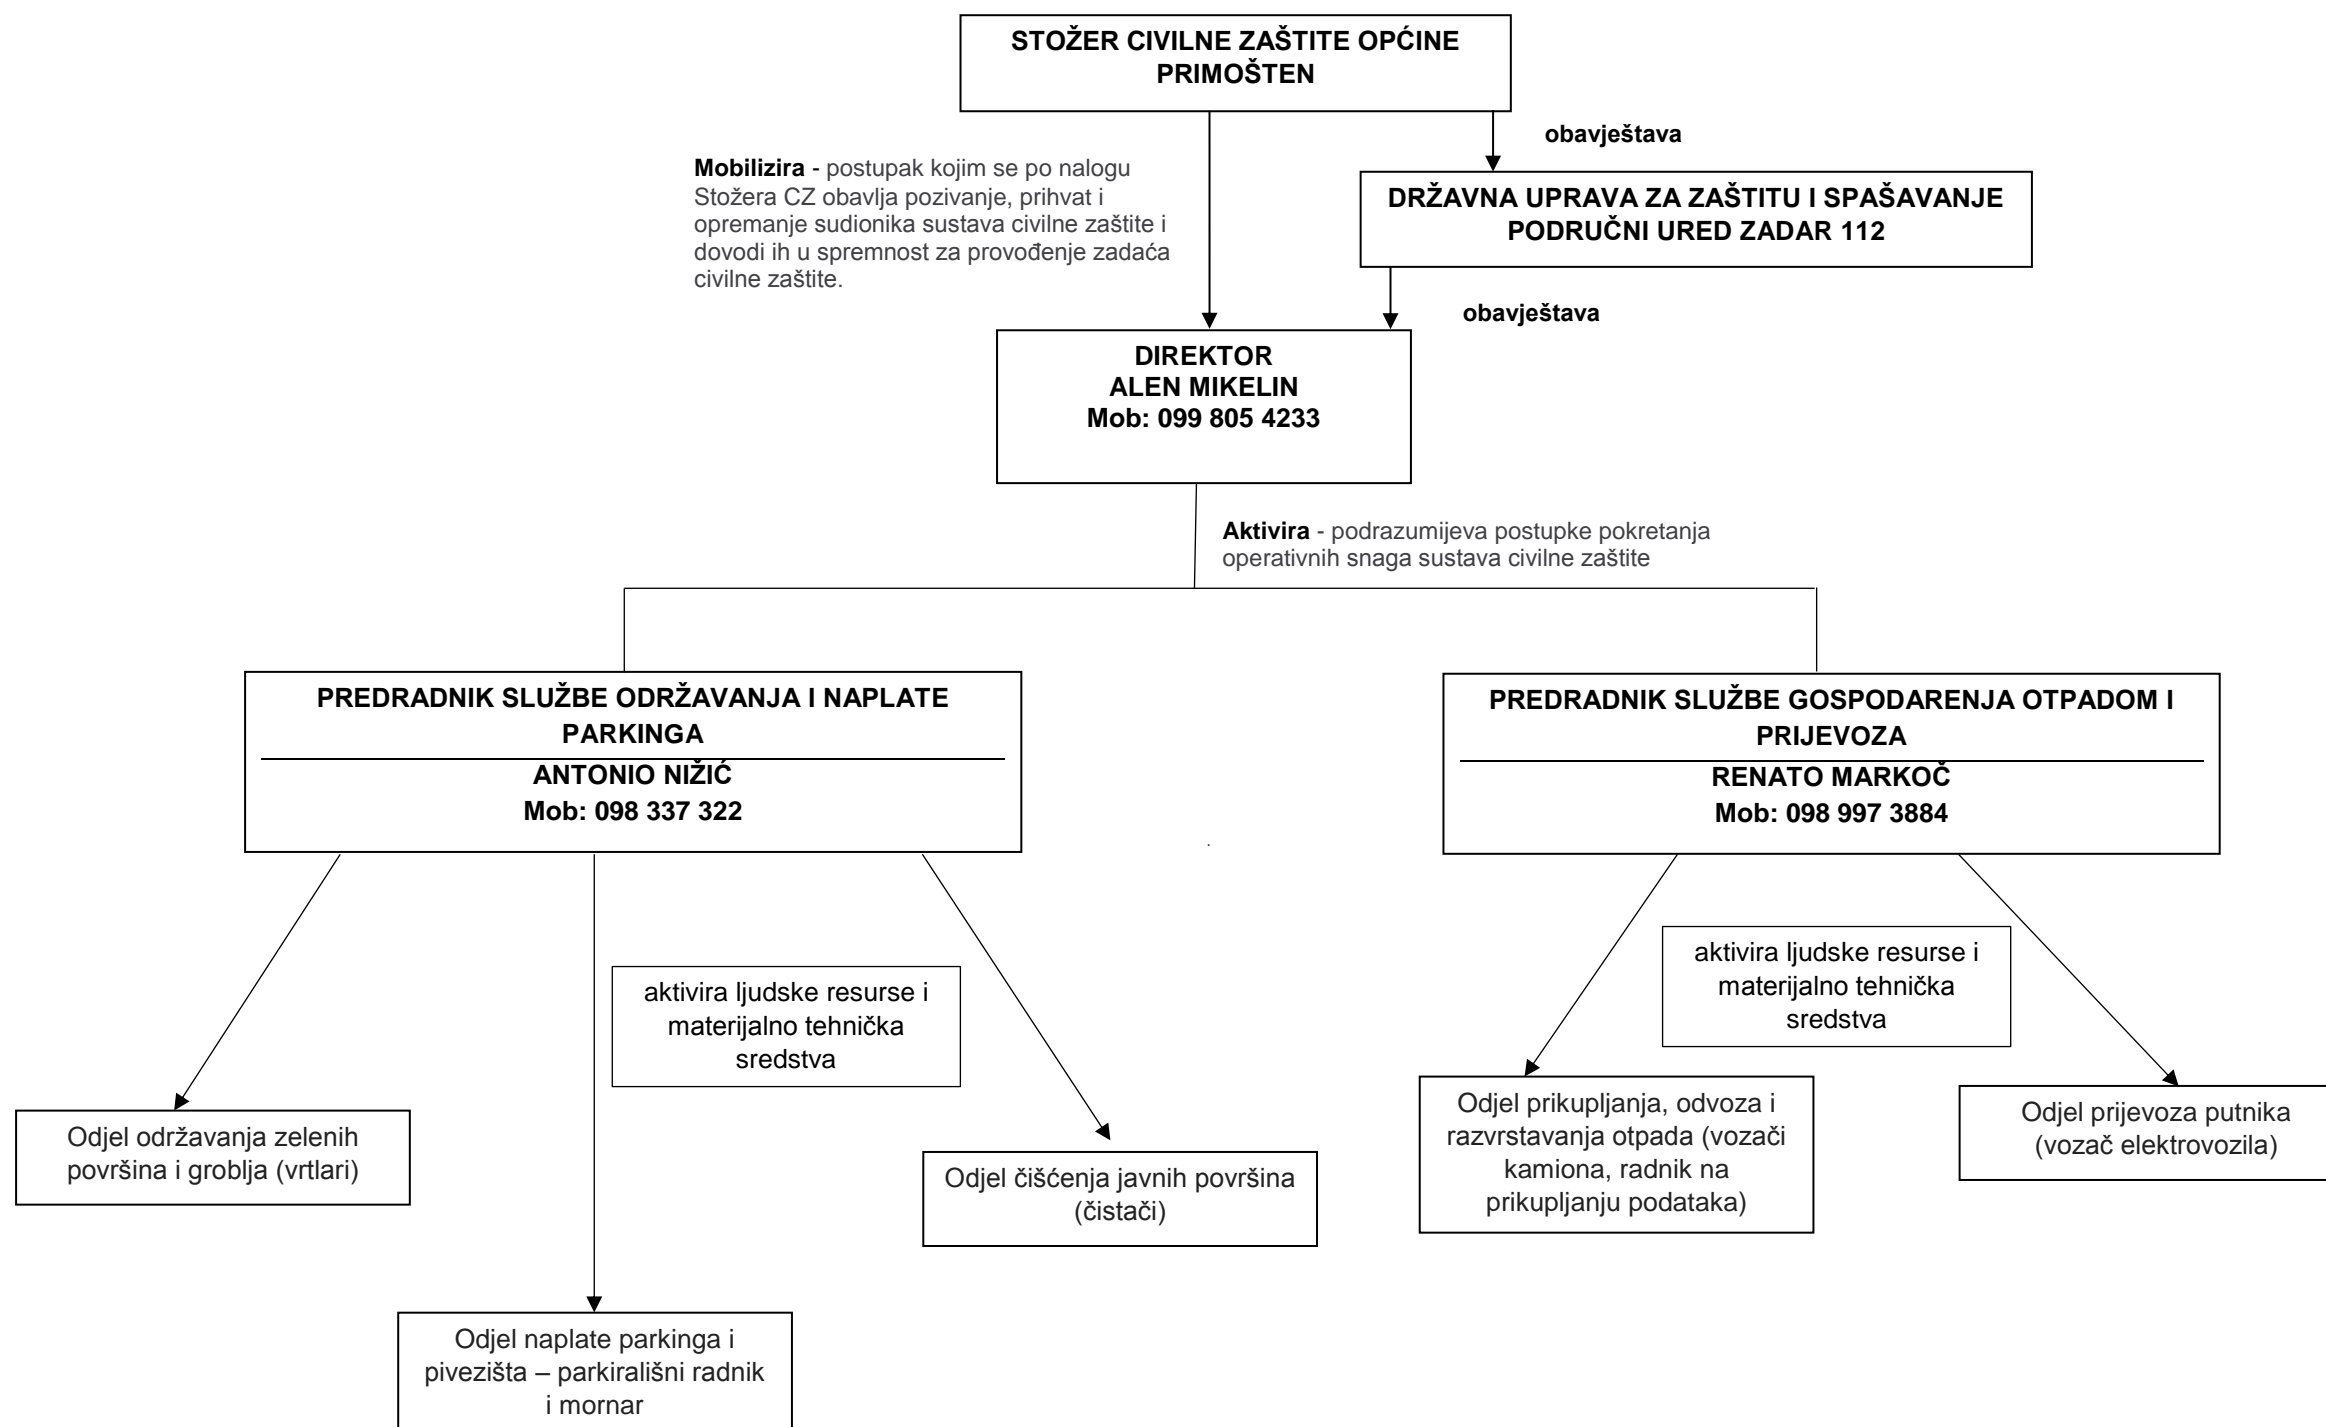 STOŽER CIVILNE ZAŠTITE OPĆINE
PRIMOŠTEN
obavještava
Mobilizira - postupak kojim se po nalogu
Stožera CZ obavlja pozivanje, prihvat i
opremanje sudionika sustava civilne zaštite i
dovodi ih u spremnost za provođenje zadaća
civilne zaštite.
DRŽAVNA UPRAVA ZA ZAŠTITU I SPAŠAVANJE
PODRUČNI URED ZADAR 112
obavještava
DIREKTOR
ALEN MIKELIN
Mob: 099 805 4233
Aktivira - podrazumijeva postupke pokretanja
operativnih snaga sustava civilne zaštite
PREDRADNIK SLUŽBE ODRŽAVANJA I NAPLATE
PARKINGA
ANTONIO NIŽIĆ
Mob: 098 337 322
PREDRADNIK SLUŽBE GOSPODARENJA OTPADOM I
PRIJEVOZA
RENATO MARKOČ
Mob: 098 997 3884
aktivira ljudske resurse i
materijalno tehnička
sredstva
aktivira ljudske resurse i
materijalno tehnička
sredstva
Odjel održavanja zelenih
površina i groblja (vrtlari)
Odjel čišćenja javnih površina
(čistači)
Odjel prikupljanja, odvoza i
razvrstavanja otpada (vozači
kamiona, radnik na
prikupljanju podataka)
Odjel prijevoza putnika
(vozač elektrovozila)
Odjel naplate parkinga i
pivezišta – parkirališni radnik
i mornar